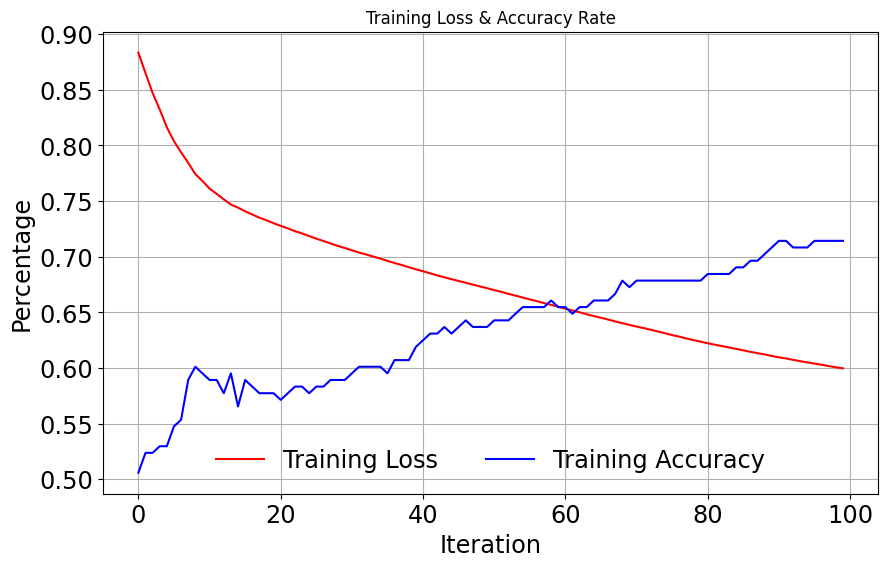 Training Loss & Accuracy Rate
0.90
0.85
0.80
0.75
0.70
0.65
0.60
0.55
0.50
Percentage
Training Loss
Training Accuracy
0 20 40 60 80 100
Iteration